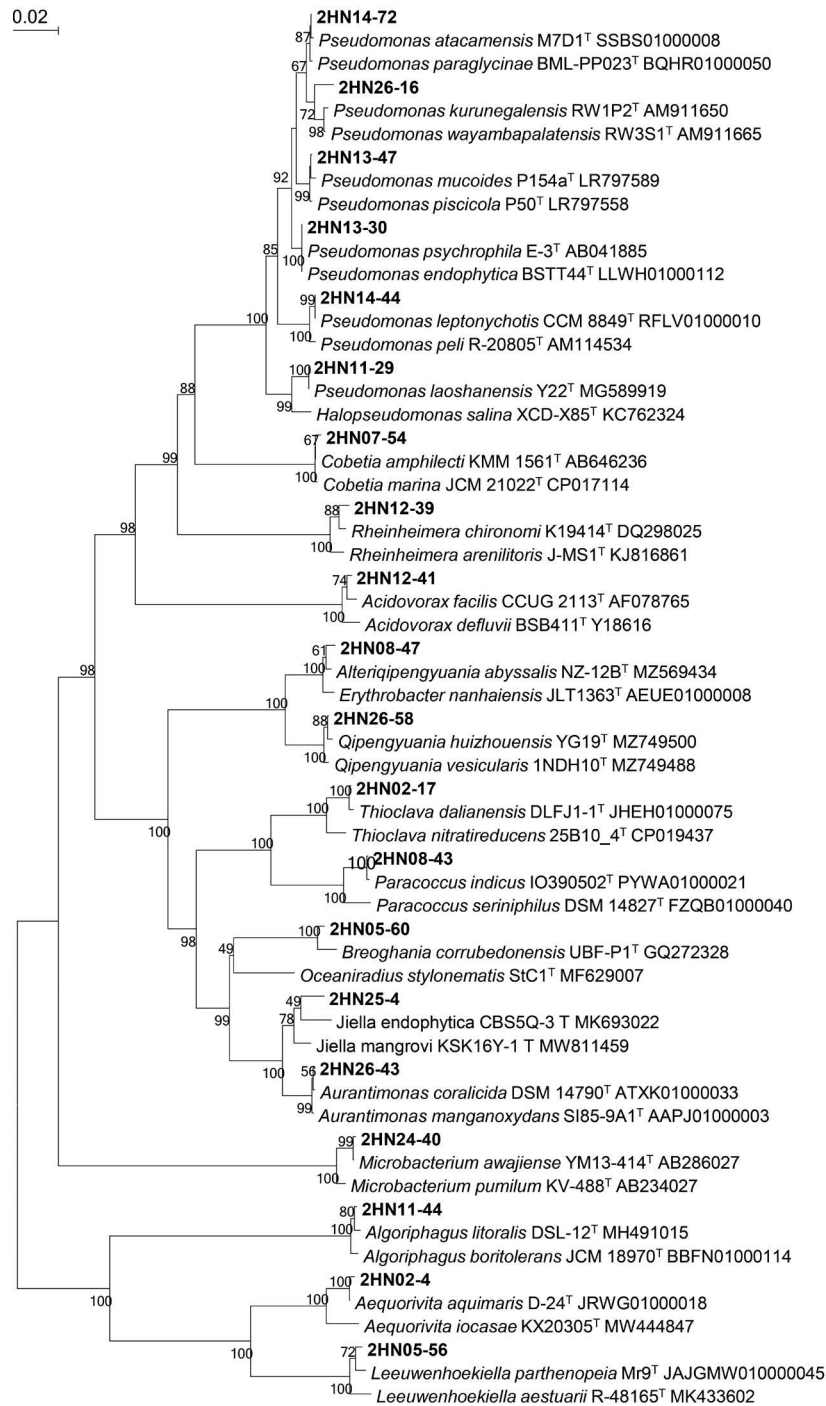 0.02
2HN14-72
87
Pseudomonas atacamensis M7D1ᵀ SSBS01000008
Pseudomonas paraglycinae BML-PP023ᵀ BQHR01000050
67
2HN26-16
Pseudomonas kurunegalensis RW1P2ᵀ AM911650
72
Pseudomonas wayambapalatensis RW3S1ᵀ AM911665
98
2HN13-47
92
Pseudomonas mucoides P154aᵀ LR797589
99
Pseudomonas piscicola P50ᵀ LR797558
2HN13-30
85
Pseudomonas psychrophila E-3ᵀ AB041885
100
Pseudomonas endophytica BSTT44ᵀ LLWH01000112
99
2HN14-44
100
Pseudomonas leptonychotis CCM 8849ᵀ RFLV01000010
100
Pseudomonas peli R-20805ᵀ AM114534
100
2HN11-29
88
Pseudomonas laoshanensis Y22ᵀ MG589919
99
Halopseudomonas salina XCD-X85ᵀ KC762324
67
2HN07-54
99
Cobetia amphilecti KMM 1561ᵀ AB646236
100
Cobetia marina JCM 21022ᵀ CP017114
88
2HN12-39
98
Rheinheimera chironomi K19414ᵀ DQ298025
100
Rheinheimera arenilitoris J-MS1ᵀ KJ816861
74
2HN12-41
Acidovorax facilis CCUG 2113ᵀ AF078765
100
Acidovorax defluvii BSB411ᵀ Y18616
61
2HN08-47
98
100
Alteriqipengyuania abyssalis NZ-12Bᵀ MZ569434
100
Erythrobacter nanhaiensis JLT1363ᵀ AEUE01000008
88
2HN26-58
Qipengyuania huizhouensis YG19ᵀ MZ749500
100
Qipengyuania vesicularis 1NDH10ᵀ MZ749488
100
2HN02-17
100
Thioclava dalianensis DLFJ1-1ᵀ JHEH01000075
100
Thioclava nitratireducens 25B10_4ᵀ CP019437
100
100
2HN08-43
Paracoccus indicus IO390502ᵀ PYWA01000021
100
Paracoccus seriniphilus DSM 14827ᵀ FZQB01000040
100
2HN05-60
98
49
Breoghania corrubedonensis UBF-P1ᵀ GQ272328
Oceaniradius stylonematis StC1ᵀ MF629007
49
2HN25-4
99
78
Jiella endophytica CBS5Q-3 T MK693022
Jiella mangrovi KSK16Y-1 T MW811459
100
56
2HN26-43
Aurantimonas coralicida DSM 14790ᵀ ATXK01000033
99
Aurantimonas manganoxydans SI85-9A1ᵀ AAPJ01000003
99
2HN24-40
Microbacterium awajiense YM13-414ᵀ AB286027
100
Microbacterium pumilum KV-488ᵀ AB234027
80
2HN11-44
100
Algoriphagus litoralis DSL-12ᵀ MH491015
Algoriphagus boritolerans JCM 18970ᵀ BBFN01000114
100
2HN02-4
100
100
Aequorivita aquimaris D-24ᵀ JRWG01000018
Aequorivita iocasae KX20305ᵀ MW444847
100
72
2HN05-56
Leeuwenhoekiella parthenopeia Mr9ᵀ JAJGMW010000045
100
Leeuwenhoekiella aestuarii R-48165ᵀ MK433602